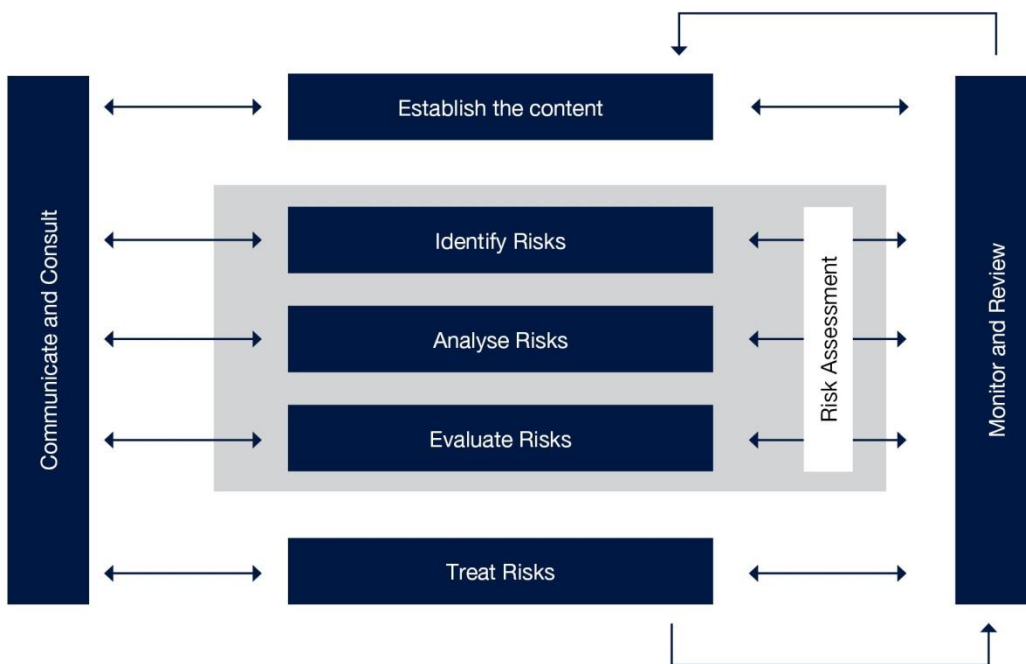 Communicate and Consult
Establish the content
Identify Risks
Analyse Risks
Evaluate Risks
Treat Risks
Risk Assessment
Monitor and Review